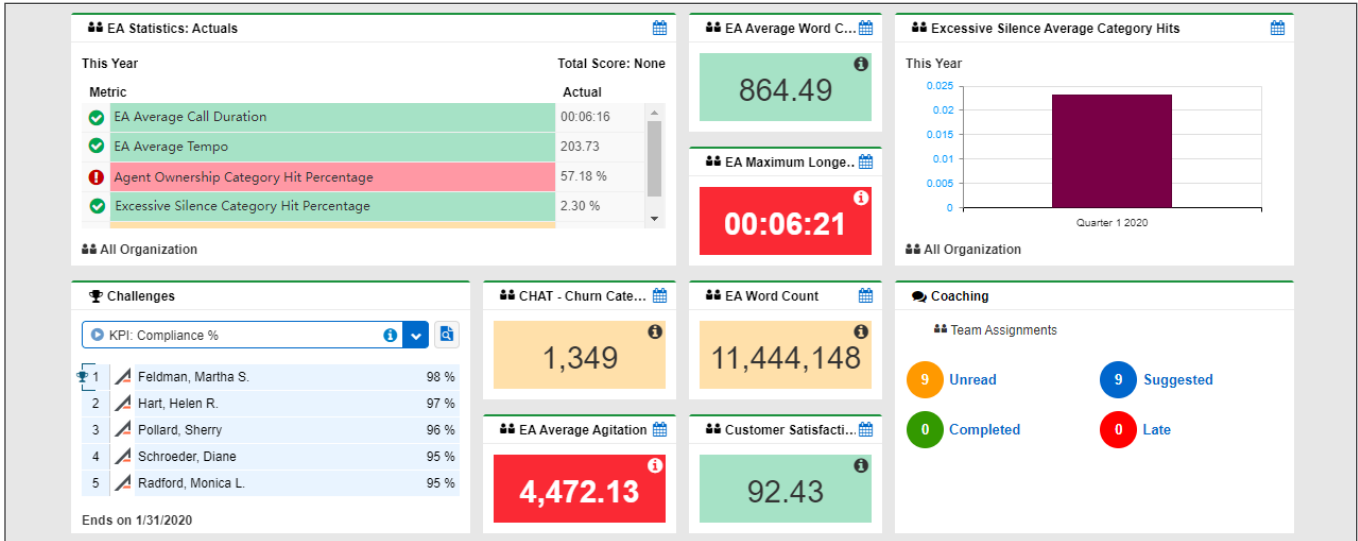 EA Statistics: Actuals
This Year
Total Score: None
Metric
Actual
EA Average Call Duration
00:06:16
EA Average Tempo
203.73
Agent Ownership Category Hit Percentage
57.18 %
Excessive Silence Category Hit Percentage
2.30 %
All Organization
EA Average Word C...
864.49
EA Maximum Longe..
00:06:21
Excessive Silence Average Category Hits
This Year
0.025
0.02
0.015
0.01
0.005
0
Quarter 1 2020
All Organization
Challenges
KPI: Compliance %
1 Feldman, Martha S. 98 %
2 Hart, Helen R. 97 %
3 Pollard, Sherry 96 %
4 Schroeder, Diane 95 %
5 Radford, Monica L. 95 %
Ends on 1/31/2020
CHAT - Churn Cate...
1,349
EA Average Agitation
4,472.13
EA Word Count
11,444,148
Customer Satisfacti...
92.43
Coaching
Team Assignments
9 Unread
9 Suggested
0 Completed
0 Late